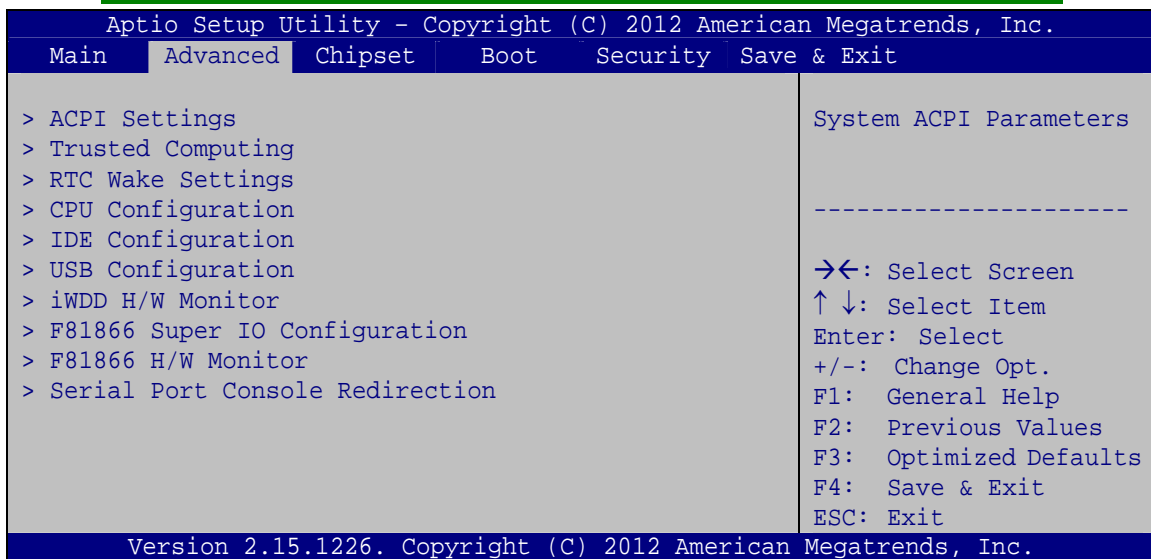 Aptio Setup Utility – Copyright (C) 2012 American Megatrends, Inc.
Main Advanced Chipset Boot Security Save & Exit
> ACPI Settings
> Trusted Computing
> RTC Wake Settings
> CPU Configuration
> IDE Configuration
> USB Configuration
> iWDD H/W Monitor
> F81866 Super IO Configuration
> F81866 H/W Monitor
> Serial Port Console Redirection
System ACPI Parameters
----------------------
→←: Select Screen
↑ ↓: Select Item
Enter: Select
+/-: Change Opt.
F1: General Help
F2: Previous Values
F3: Optimized Defaults
F4: Save & Exit
ESC: Exit
Version 2.15.1226. Copyright (C) 2012 American Megatrends, Inc.